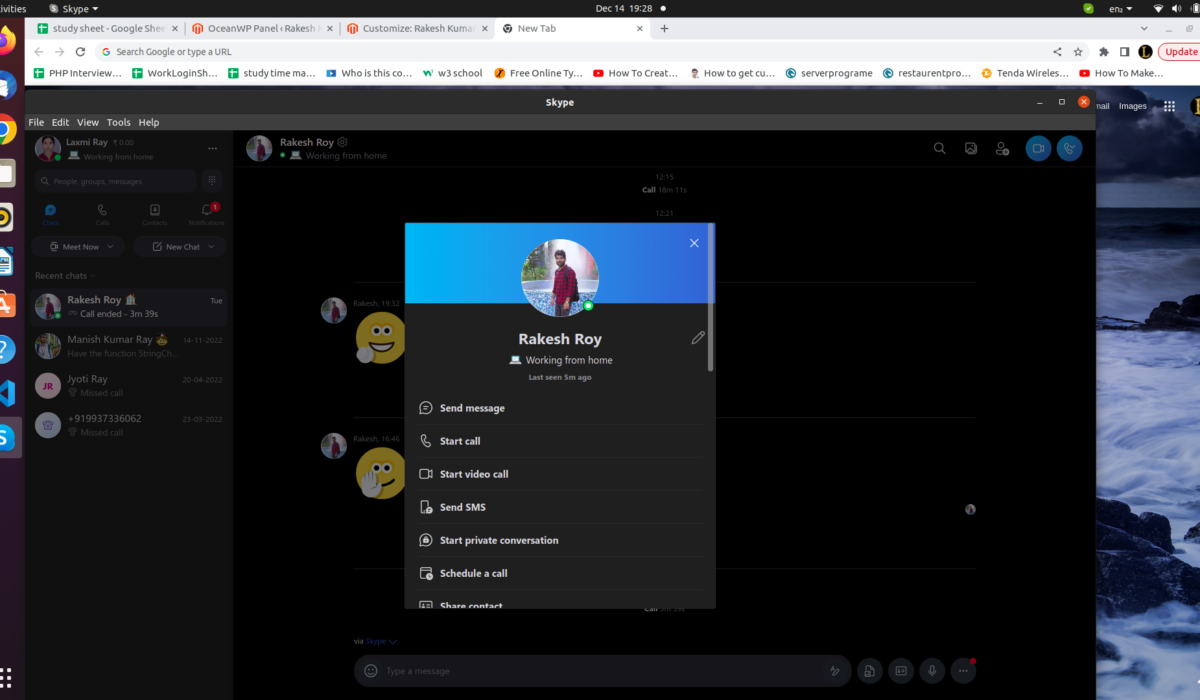 ivities
Skype
Dec 14 19:28
en₂
study sheet - Google Shee
OceanWP Panel ‹ Rakesh K
Customize: Rakesh Kumar
New Tab
Search Google or type a URL
Update
PHP Interview...
WorkLoginSh...
study time ma...
Who is this co...
w3 school
Free Online Ty...
How To Creat...
How to get cu...
serverprograme
restaurentpro...
Tenda Wireles...
How To Make...
Skype
mail
Images
File Edit View Tools Help
Laxmi Ray ₹ 0.00
Working from home
Rakesh Roy
Working from home
People, groups, messages
Chats
Calls
Contacts
Notifications
1
Meet Now
New Chat
Recent chats
Rakesh Roy
Tue
Call ended - 3m 39s
Manish Kumar Ray
14-11-2022
Have the function StringCh...
JR
Jyoti Ray
20-04-2022
Missed call
+919937336062
23-03-2022
Missed call
12:15
Call 18m 11s
12:21
Rakesh, 19:32
Rakesh, 16:46
Rakesh Roy
Working from home
Last seen 5m ago
Send message
Start call
Start video call
Send SMS
Start private conversation
Schedule a call
Share contact
Call 3m 39s
via Skype
Type a message